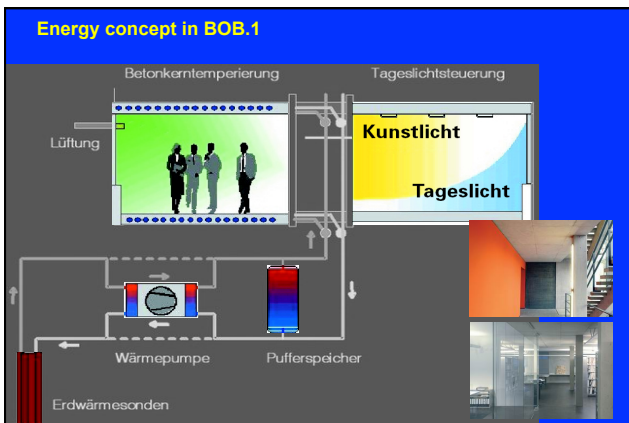 Energy concept in BOB.1
Betonkerntemperierung
Tageslichtsteuerung
Lüftung
Kunstlicht
Tageslicht
Wärmepumpe
Pufferspeicher
Erdwärmesonden